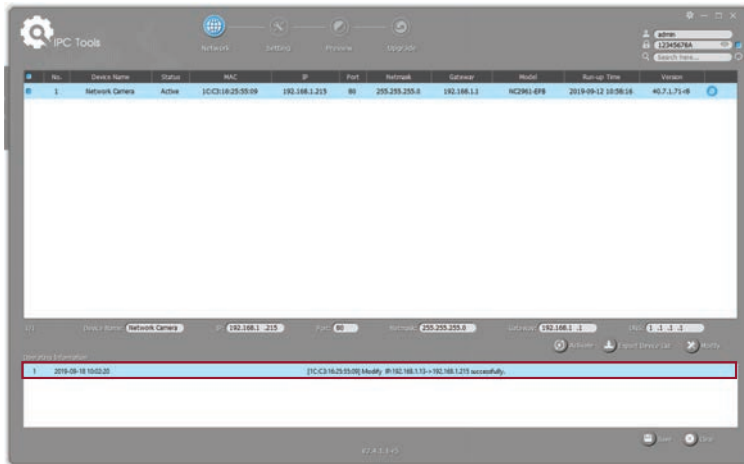 IPC Tools
Network Setting Preview Upgrade
admin
12345678A
Search here...
No. Device Name Status MAC IP Port Netmask Gateway Model Run-up Time Version
1 Network Camera Active 1C:C3:16:25:55:09 192.168.1.215 80 255.255.255.0 192.168.1.1 NC2961-EFB 2019-09-12 10:58:16 40.7.1.71-r8
1/1 Device Name: Network Camera IP: 192.168.1 .215 Port: 80 Netmask: 255.255.255.0 Gateway: 192.168.1 .1 DNS: 1 .1 .1 .1
Activate Export Device List Modify
Operation Information
1 2019-09-18 10:02:20 [1C:C3:16:25:55:09] Modify IP:192.168.1.13->192.168.1.215 successfully.
Save Clear